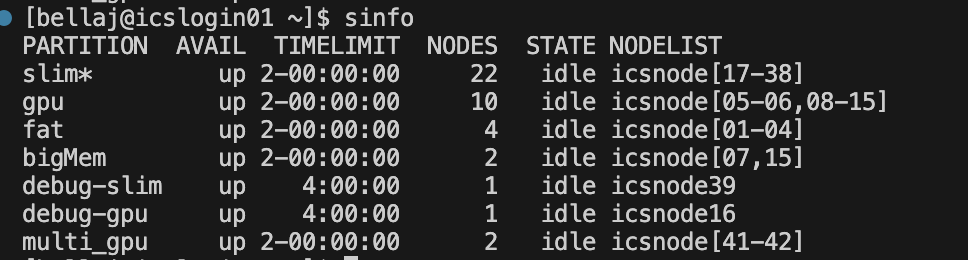 [bellaj@icslogin01 ~]$ sinfo
PARTITION  AVAIL  TIMELIMIT  NODES  STATE NODELIST
slim*         up 2-00:00:00     22   idle icsnode[17-38]
gpu           up 2-00:00:00     10   idle icsnode[05-06,08-15]
fat           up 2-00:00:00      4   idle icsnode[01-04]
bigMem        up 2-00:00:00      2   idle icsnode[07,15]
debug-slim    up    4:00:00      1   idle icsnode39
debug-gpu     up    4:00:00      1   idle icsnode16
multi_gpu     up 2-00:00:00      2   idle icsnode[41-42]